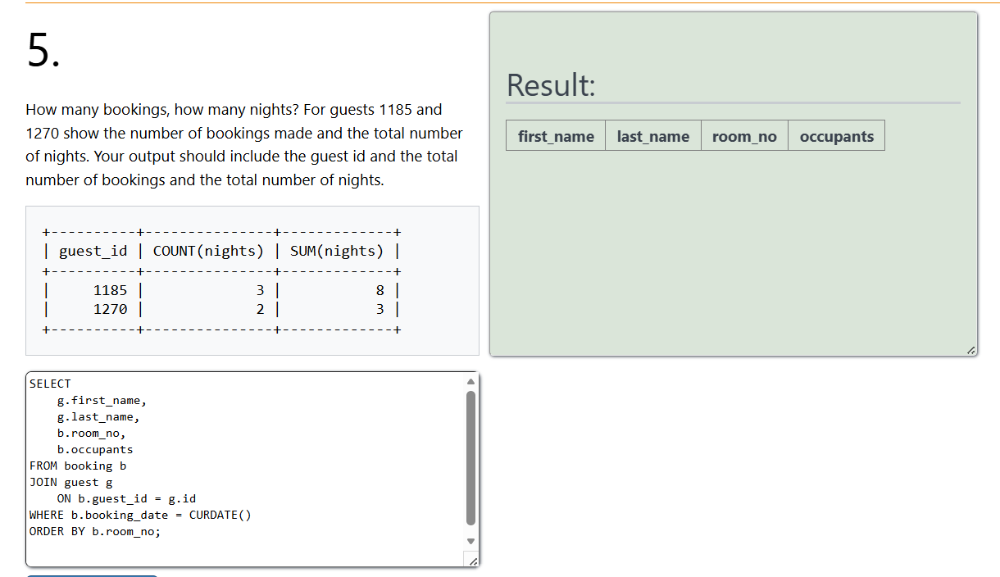 5.
How many bookings, how many nights? For guests 1185 and
1270 show the number of bookings made and the total number
of nights. Your output should include the guest id and the total
number of bookings and the total number of nights.
+----------+---------------+-------------+
| guest_id | COUNT(nights) | SUM(nights) |
+----------+---------------+-------------+
|     1185 |             3 |           8 |
|     1270 |             2 |           3 |
+----------+---------------+-------------+
SELECT
    g.first_name,
    g.last_name,
    b.room_no,
    b.occupants
FROM booking b
JOIN guest g
    ON b.guest_id = g.id
WHERE b.booking_date = CURDATE()
ORDER BY b.room_no;
Result:
first_name last_name room_no occupants